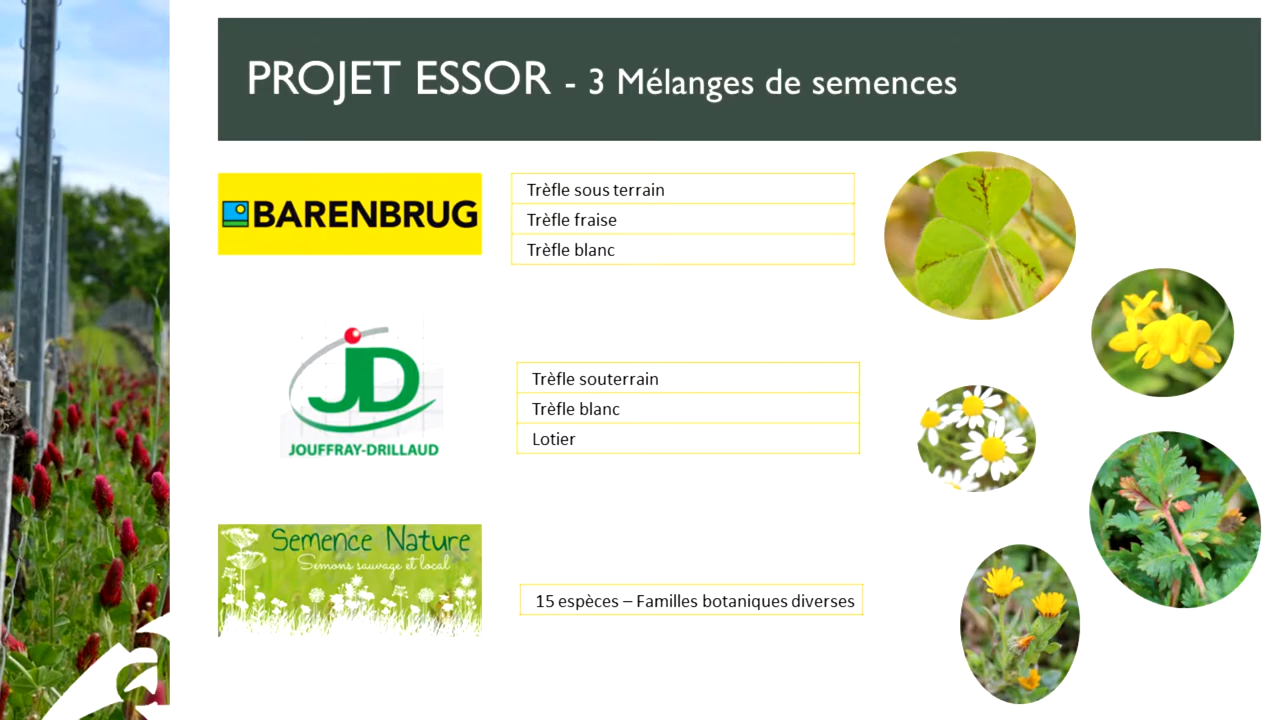 PROJET ESSOR - 3 Mélanges de semences
BARENBRUG
Trèfle sous terrain
Trèfle fraise
Trèfle blanc
JD
JOUFFRAY-DRILLAUD
Trèfle souterrain
Trèfle blanc
Lotier
Semence Nature
Semons sauvage et local
15 espèces – Familles botaniques diverses